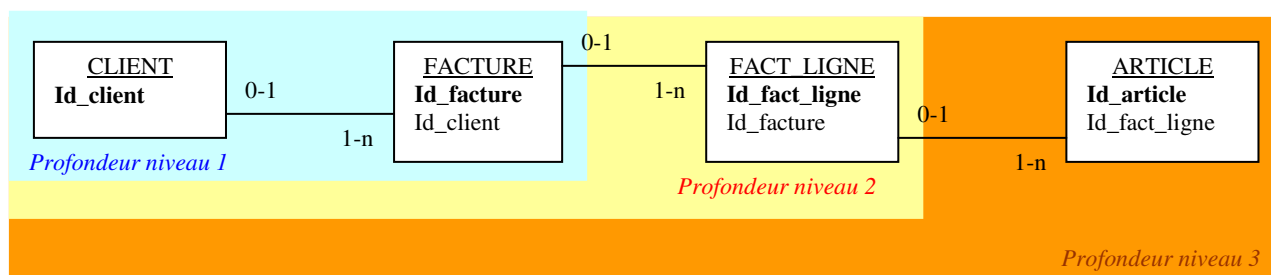 CLIENT
Id_client
0-1
1-n
FACTURE
Id_facture
Id_client
0-1
1-n
FACT_LIGNE
Id_fact_ligne
Id_facture
0-1
1-n
ARTICLE
Id_article
Id_fact_ligne
Profondeur niveau 1
Profondeur niveau 2
Profondeur niveau 3